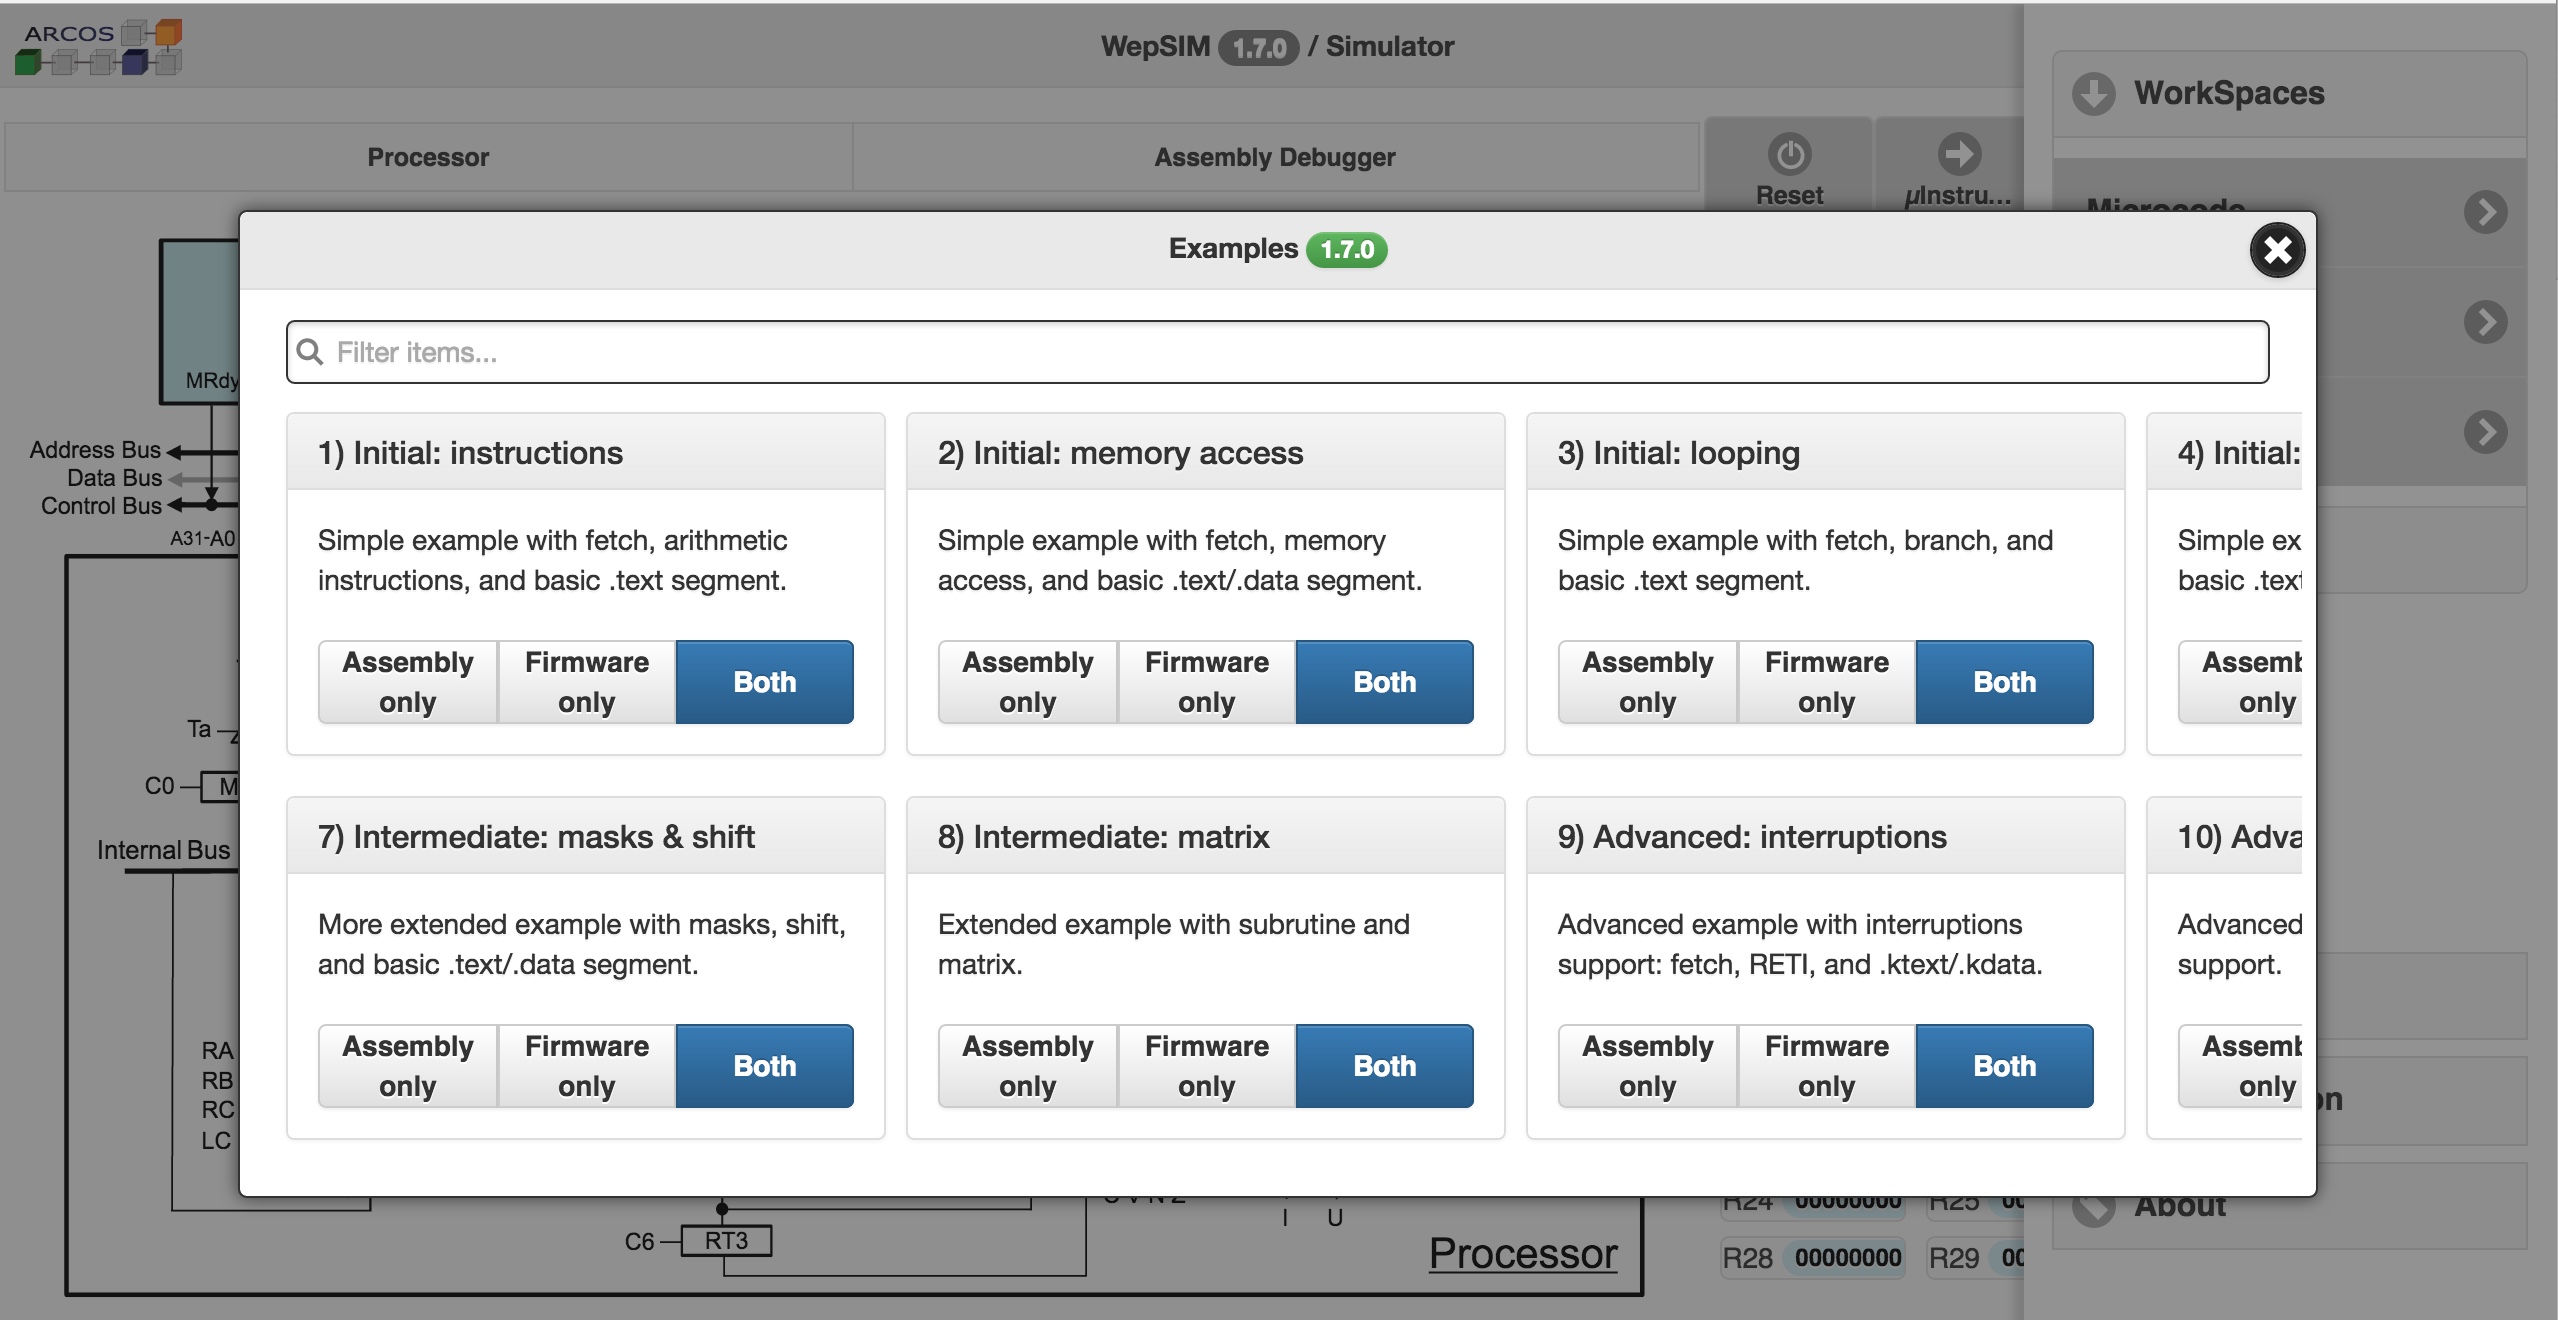 ARCOS
WepSIM 1.7.0 / Simulator
WorkSpaces
Processor
Assembly Debugger
Reset
µInstru...
Microcode
Examples 1.7.0
Filter items...
MRdy
Address Bus
Data Bus
Control Bus
A31-A0
Ta
C0
M
Internal Bus
RA
RB
RC
LC
1) Initial: instructions
Simple example with fetch, arithmetic
instructions, and basic .text segment.
Assembly only
Firmware only
Both
2) Initial: memory access
Simple example with fetch, memory
access, and basic .text/.data segment.
Assembly only
Firmware only
Both
3) Initial: looping
Simple example with fetch, branch, and
basic .text segment.
Assembly only
Firmware only
Both
4) Initial:
Simple ex
basic .text
Assemb
only
7) Intermediate: masks & shift
More extended example with masks, shift,
and basic .text/.data segment.
Assembly only
Firmware only
Both
8) Intermediate: matrix
Extended example with subrutine and
matrix.
Assembly only
Firmware only
Both
9) Advanced: interruptions
Advanced example with interruptions
support: fetch, RETI, and .ktext/.kdata.
Assembly only
Firmware only
Both
10) Adva
Advanced
support.
Assemb
only
on
About
I
U
C6
RT3
Processor
R24 00000000 R25 00
R28 00000000 R29 00